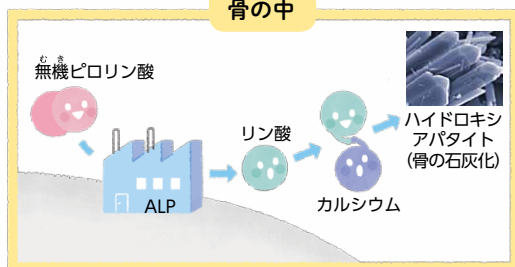 骨の中
むき
無機ピロリン酸
ALP
リン酸
カルシウム
ハイドロキシ
アパタイト
(骨の石灰化)